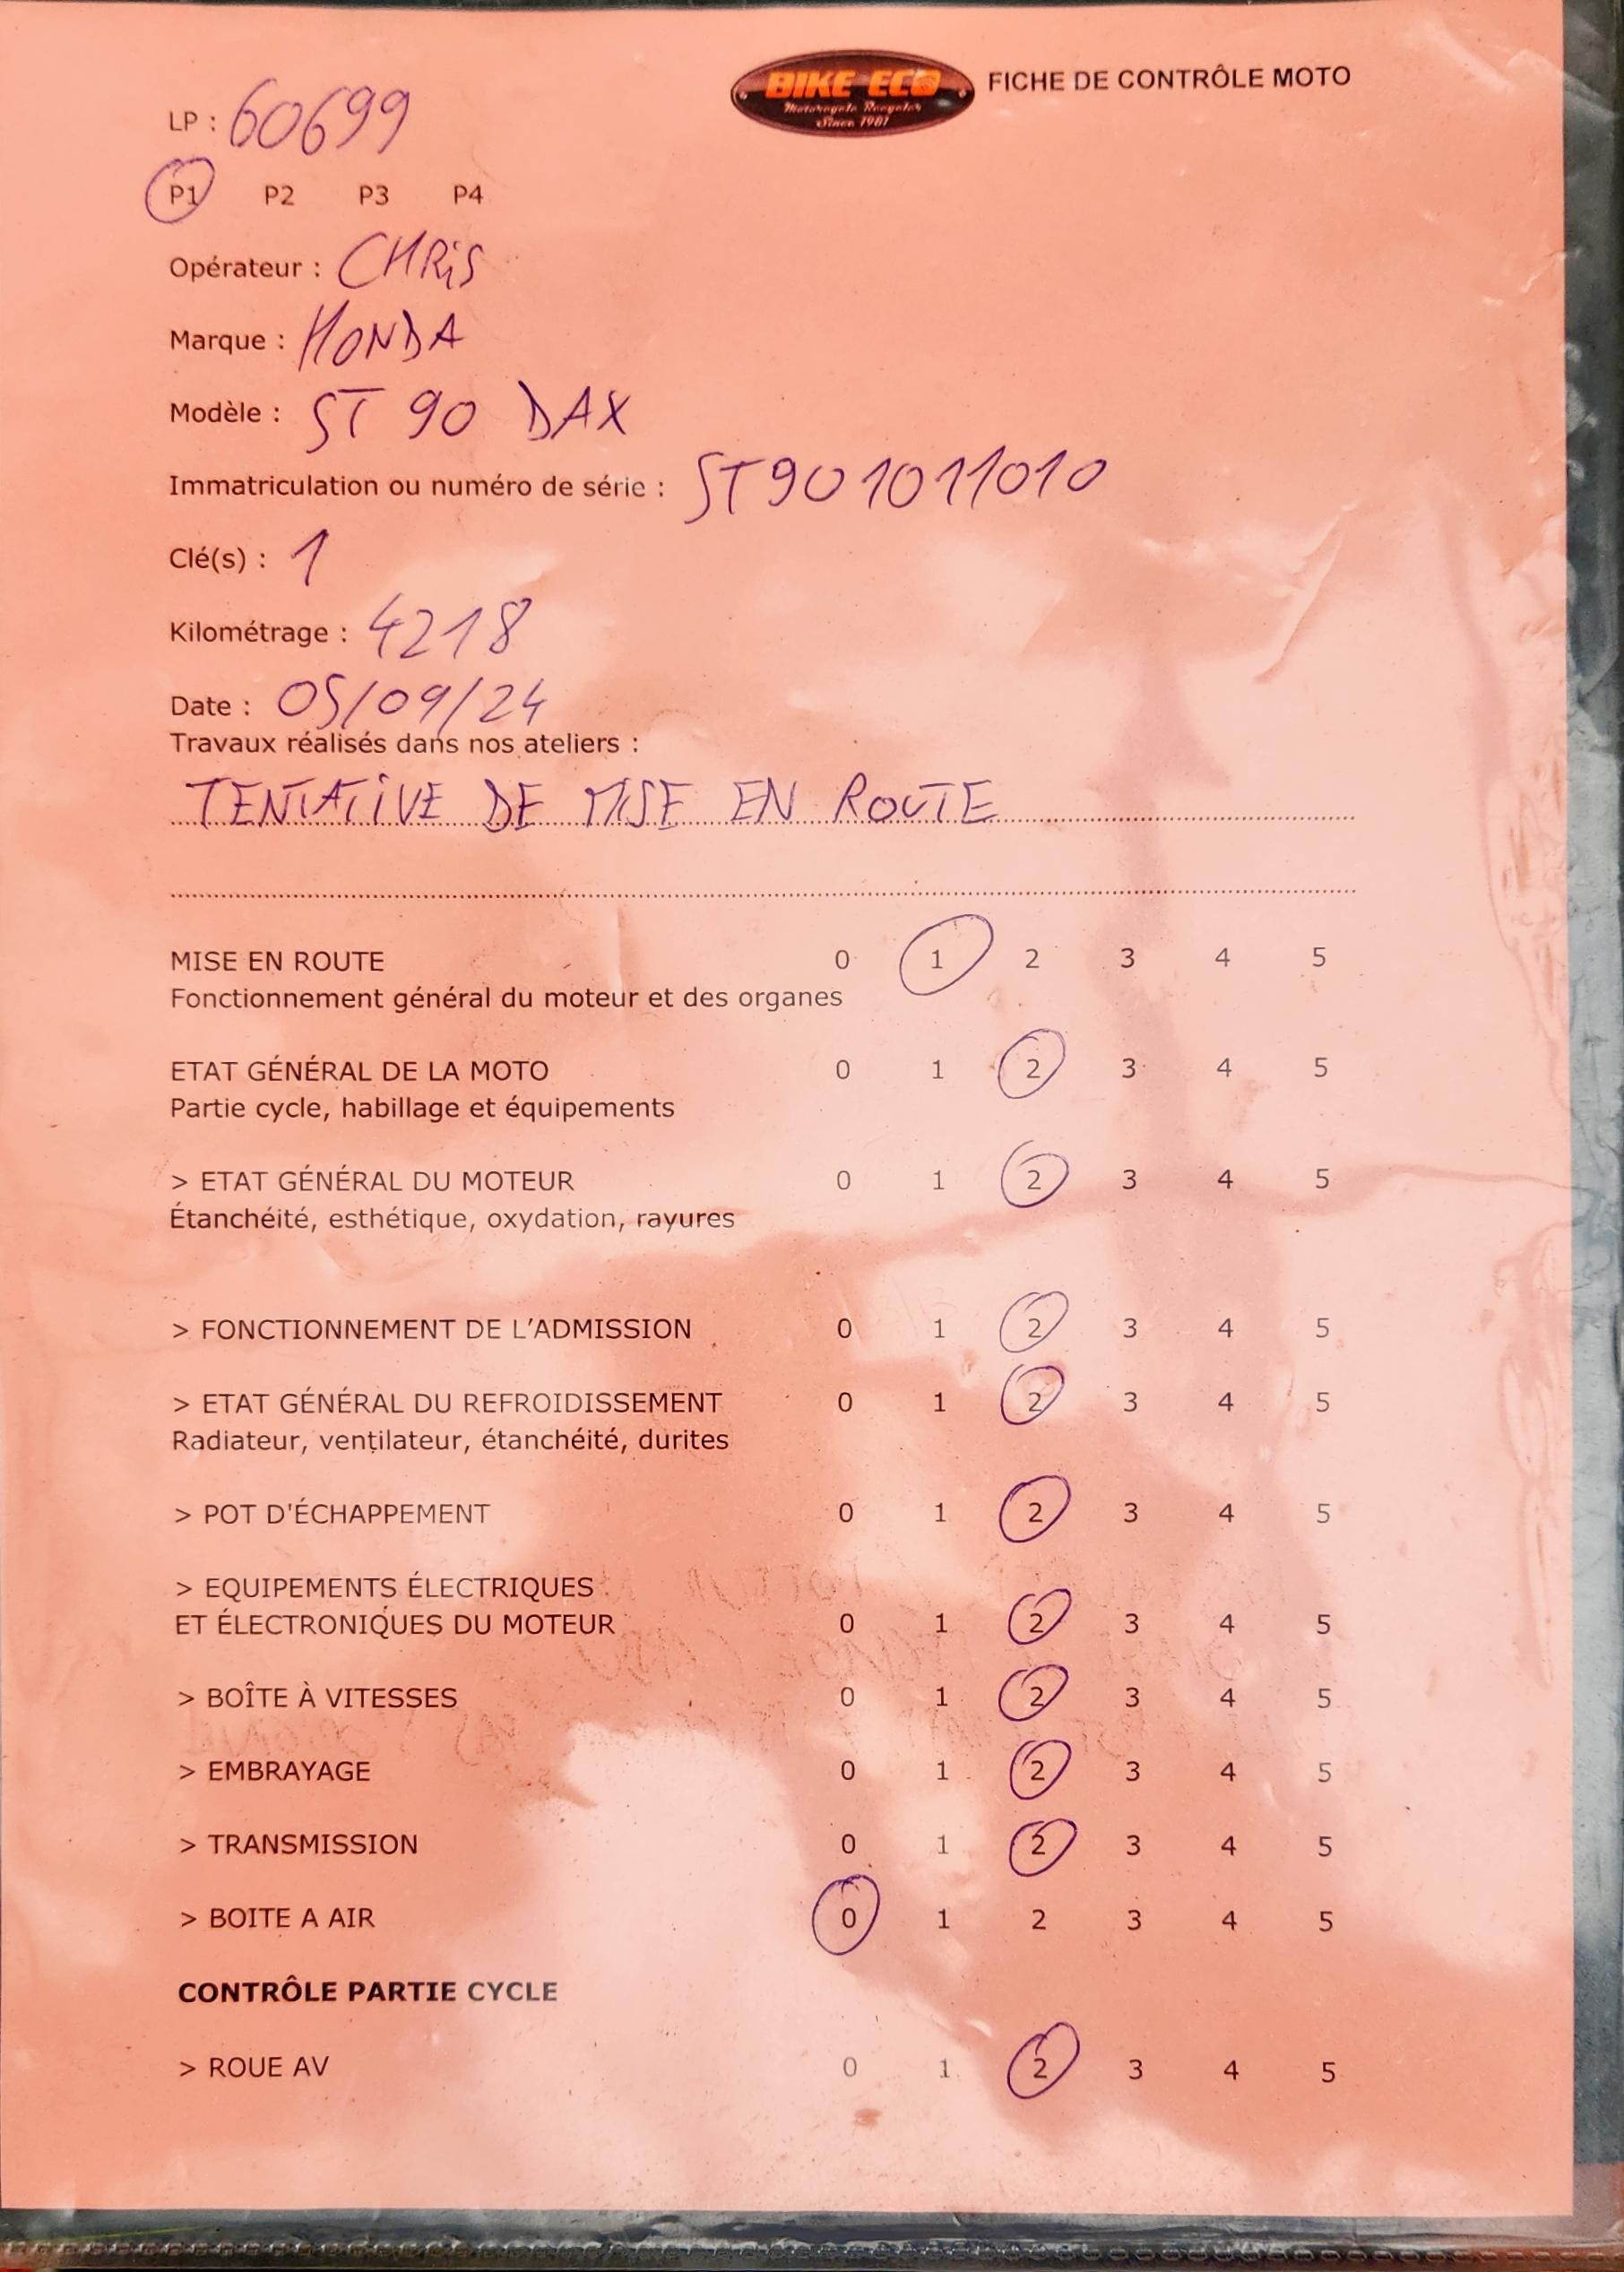 BIKE ECO
Motorcycle Recycler
Since 1981
FICHE DE CONTRÔLE MOTO
LP : 60699
P1 P2 P3 P4
Opérateur : CHRiS
Marque : HONDA
Modèle : ST 90 DAX
Immatriculation ou numéro de série : ST901011010
Clé(s) : 1
Kilométrage : 4218
Date : 05/09/24
Travaux réalisés dans nos ateliers :
TENTATiVE DE MISE EN ROUTE
MISE EN ROUTE 0 1 2 3 4 5
Fonctionnement général du moteur et des organes
ETAT GÉNÉRAL DE LA MOTO 0 1 2 3 4 5
Partie cycle, habillage et équipements
> ETAT GÉNÉRAL DU MOTEUR 0 1 2 3 4 5
Étanchéité, esthétique, oxydation, rayures
> FONCTIONNEMENT DE L'ADMISSION 0 1 2 3 4 5
> ETAT GÉNÉRAL DU REFROIDISSEMENT 0 1 2 3 4 5
Radiateur, ventilateur, étanchéité, durites
> POT D'ÉCHAPPEMENT 0 1 2 3 4 5
> EQUIPEMENTS ÉLECTRIQUES
ET ÉLECTRONIQUES DU MOTEUR 0 1 2 3 4 5
> BOÎTE À VITESSES 0 1 2 3 4 5
> EMBRAYAGE 0 1 2 3 4 5
> TRANSMISSION 0 1 2 3 4 5
> BOITE A AIR 0 1 2 3 4 5
CONTRÔLE PARTIE CYCLE
> ROUE AV 0 1 2 3 4 5